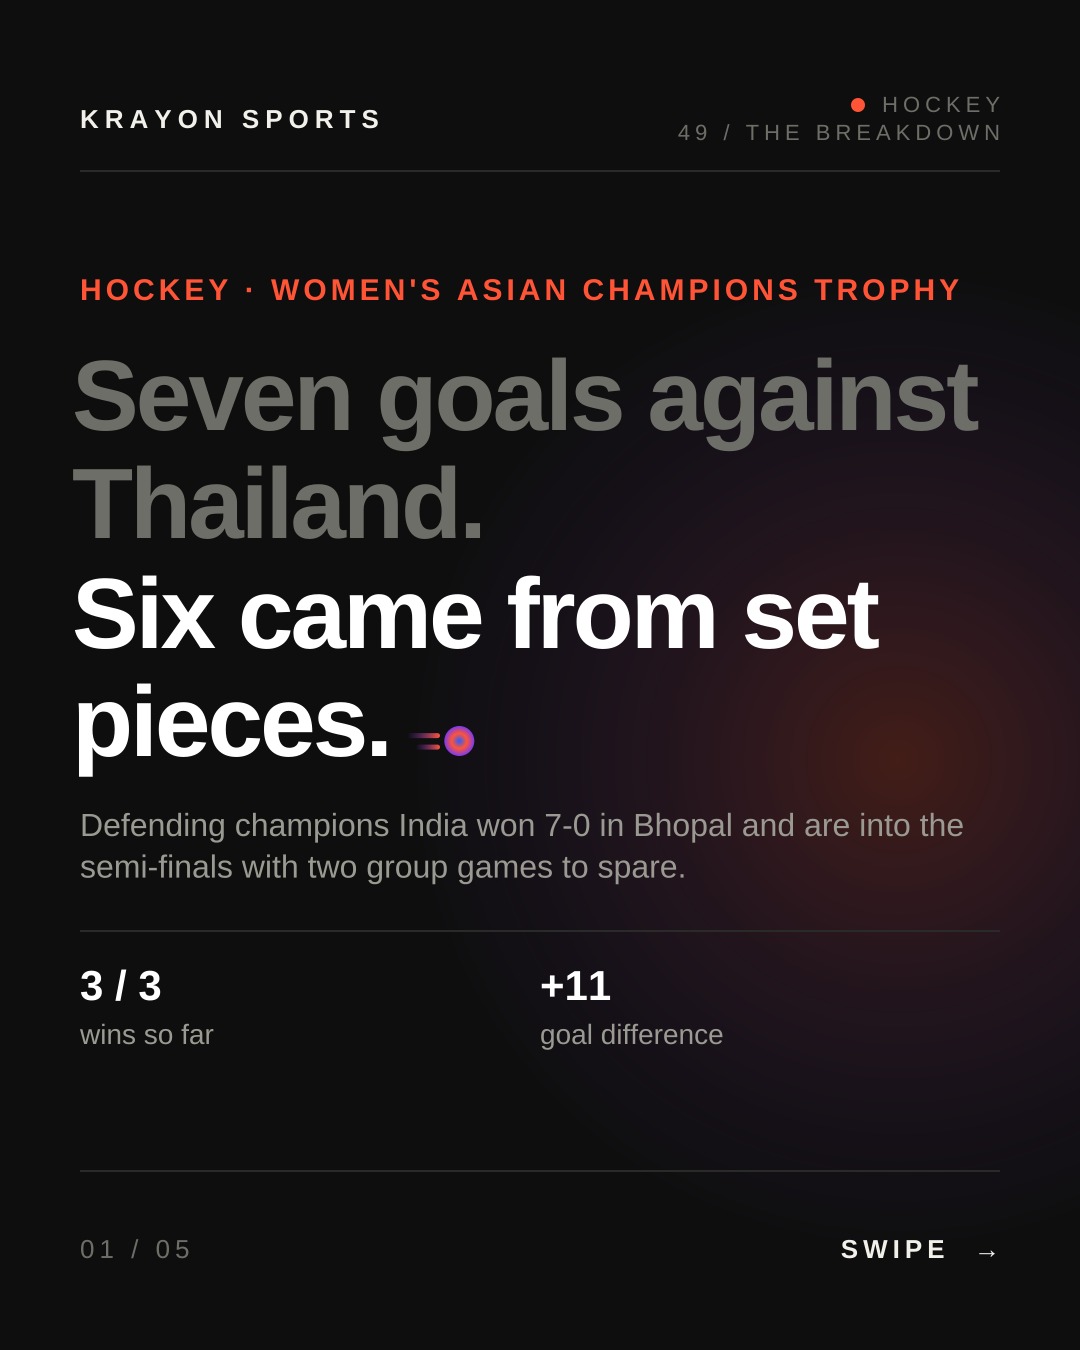 KRAYON SPORTS
HOCKEY
49 / THE BREAKDOWN
HOCKEY · WOMEN'S ASIAN CHAMPIONS TROPHY
Seven goals against
Thailand.
Six came from set
pieces.
Defending champions India won 7-0 in Bhopal and are into the
semi-finals with two group games to spare.
3 / 3
wins so far
+11
goal difference
01 / 05
SWIPE →